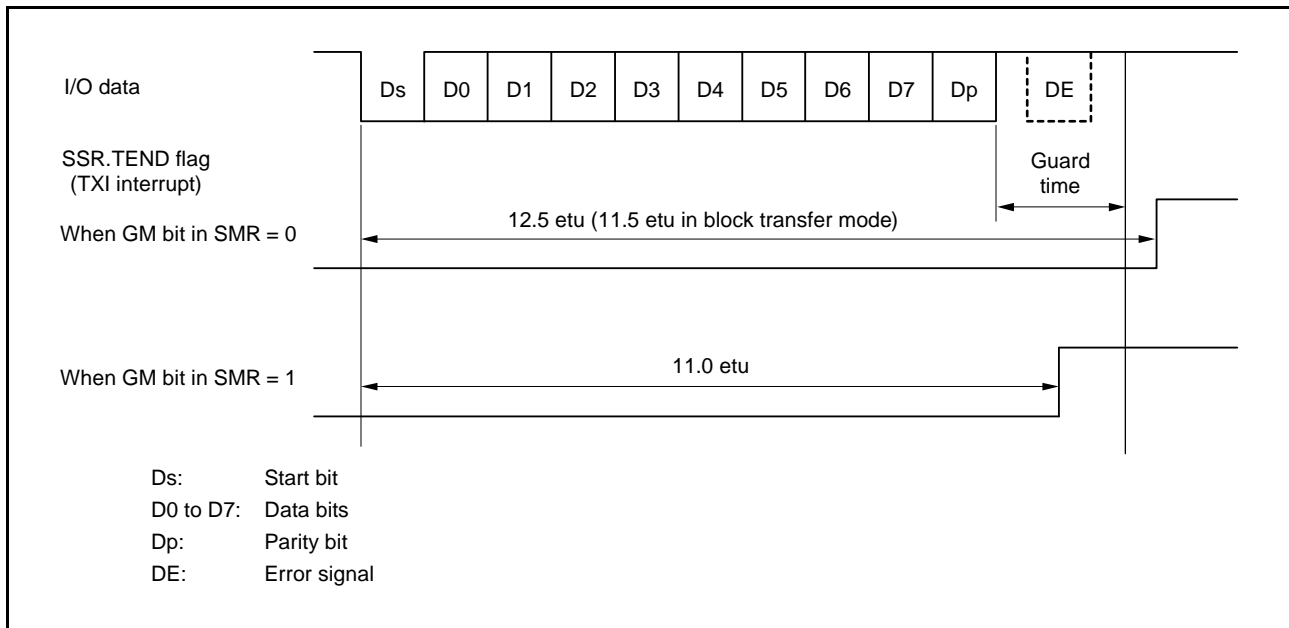 I/O data
Ds D0 D1 D2 D3 D4 D5 D6 D7 Dp DE
SSR.TEND flag
(TXI interrupt)
Guard
time
When GM bit in SMR = 0
12.5 etu (11.5 etu in block transfer mode)
When GM bit in SMR = 1
11.0 etu
Ds: Start bit
D0 to D7: Data bits
Dp: Parity bit
DE: Error signal